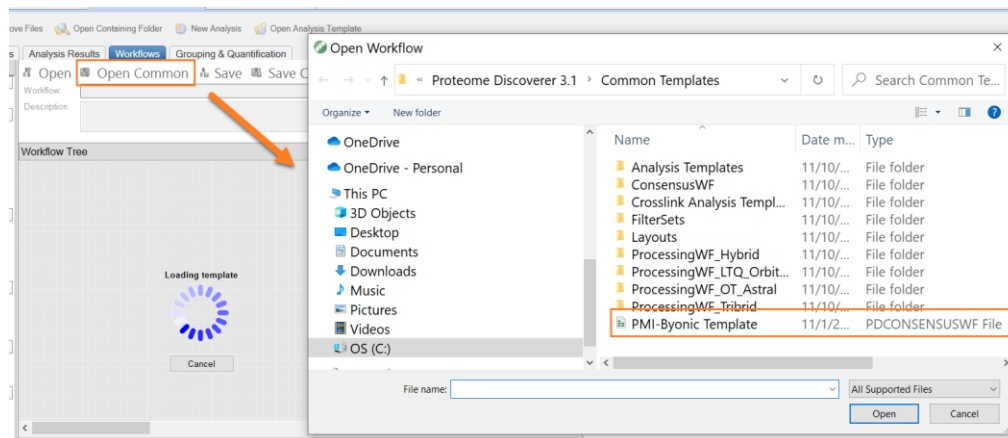 ove Files Open Containing Folder New Analysis Open Analysis Template
s Analysis Results Workflows Grouping & Quantification
Open Open Common Save Save C
Workflow:
Description:
Workflow Tree
Loading template
Cancel
Open Workflow
« Proteome Discoverer 3.1 > Common Templates
Search Common Te...
Organize New folder
OneDrive
OneDrive - Personal
This PC
3D Objects
Desktop
Documents
Downloads
Music
Pictures
Videos
OS (C:)
Name Date m... Type
Analysis Templates 11/10/... File folder
ConsensusWF 11/10/... File folder
Crosslink Analysis Templ... 11/10/... File folder
FilterSets 11/10/... File folder
Layouts 11/10/... File folder
ProcessingWF_Hybrid 11/10/... File folder
ProcessingWF_LTQ_Orbit... 11/10/... File folder
ProcessingWF_OT_Astral 11/10/... File folder
ProcessingWF_Tribrid 11/10/... File folder
PMI-Byonic Template 11/1/2... PDCONSENSUSWF File
File name:
All Supported Files
Open Cancel